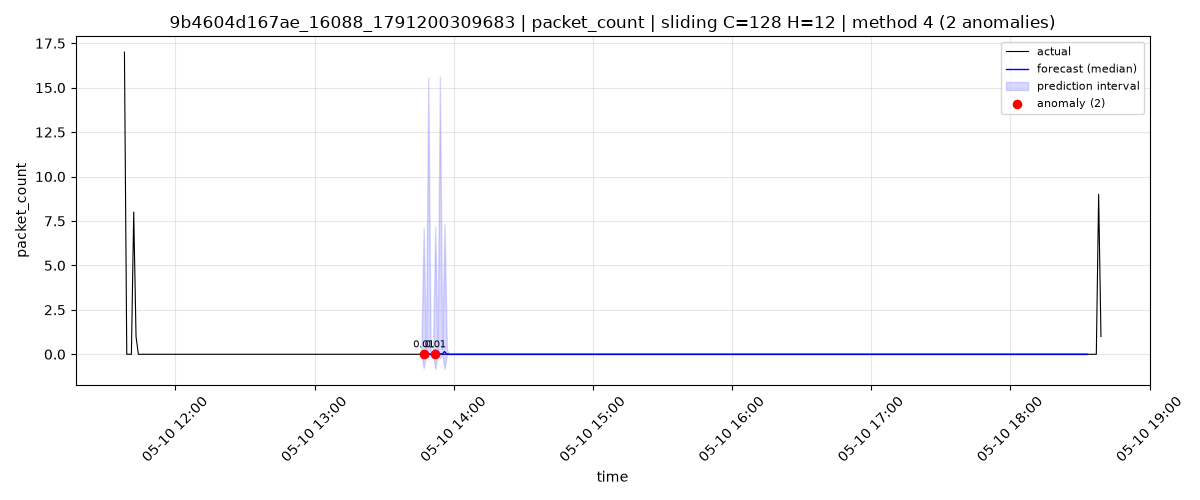 9b4604d167ae_16088_1791200309683 | packet_count | sliding C=128 H=12 | method 4 (2 anomalies)
17.5
15.0
12.5
10.0
7.5
5.0
2.5
0.0
packet_count
actual
forecast (median)
prediction interval
anomaly (2)
05-10 12:00
05-10 13:00
05-10 14:00
05-10 15:00
05-10 16:00
05-10 17:00
05-10 18:00
05-10 19:00
time